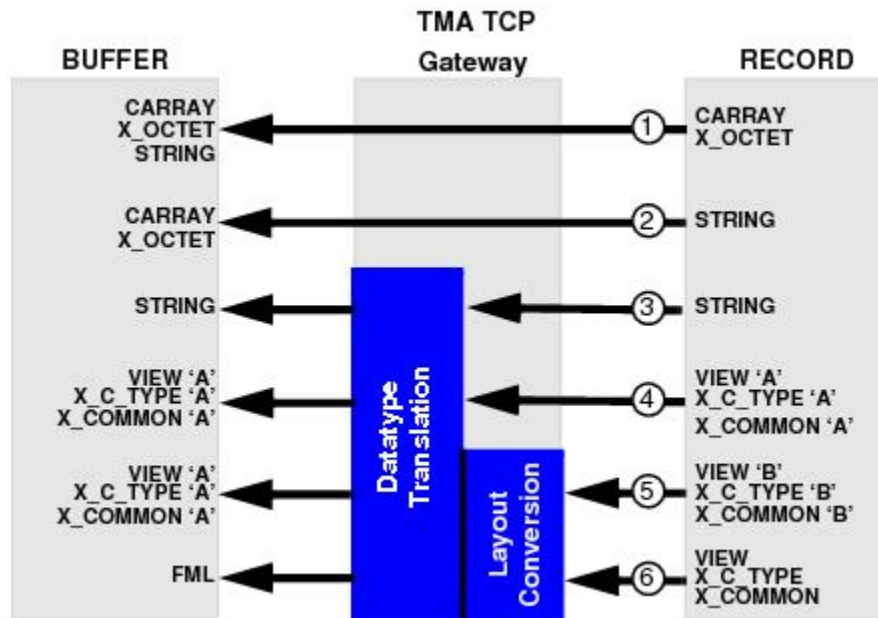 TMA TCP
BUFFER
Gateway
RECORD
CARRAY
X_OCTET
STRING
1
CARRAY
X_OCTET
CARRAY
X_OCTET
2
STRING
STRING
3
STRING
VIEW ‘A’
X_C_TYPE ‘A’
X_COMMON ‘A’
4
VIEW ‘A’
X_C_TYPE ‘A’
X_COMMON ‘A’
VIEW ‘A’
X_C_TYPE ‘A’
X_COMMON ‘A’
5
VIEW ‘B’
X_C_TYPE ‘B’
X_COMMON ‘B’
FML
6
VIEW
X_C_TYPE
X_COMMON
Datatype
Translation
Layout
Conversion